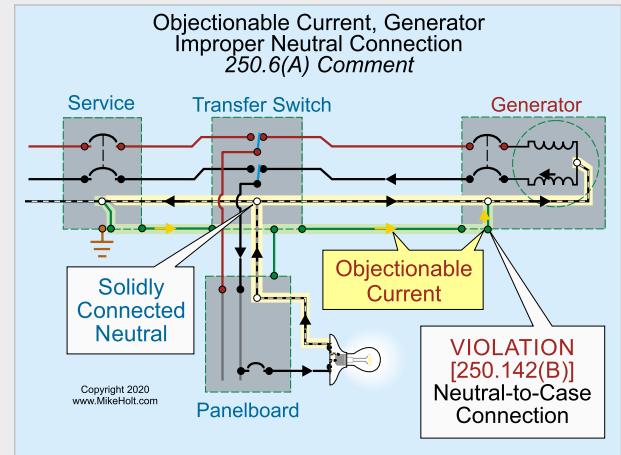 Objectionable Current, Generator
Improper Neutral Connection
250.6(A) Comment
Service
Transfer Switch
Generator
Solidly
Connected
Neutral
Objectionable
Current
VIOLATION
[250.142(B)]
Neutral-to-Case
Connection
Copyright 2020
www.MikeHolt.com
Panelboard